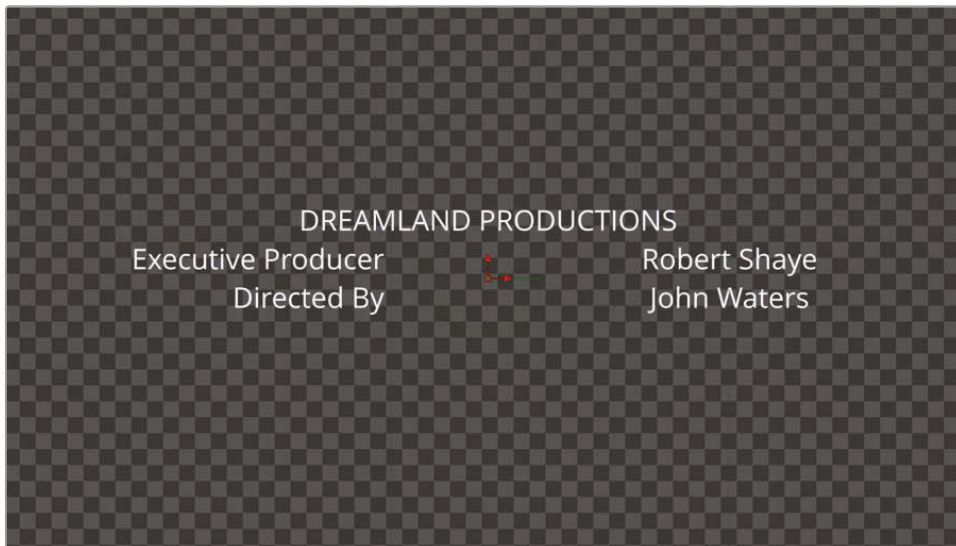 DREAMLAND PRODUCTIONS
Executive Producer Robert Shaye
Directed By John Waters